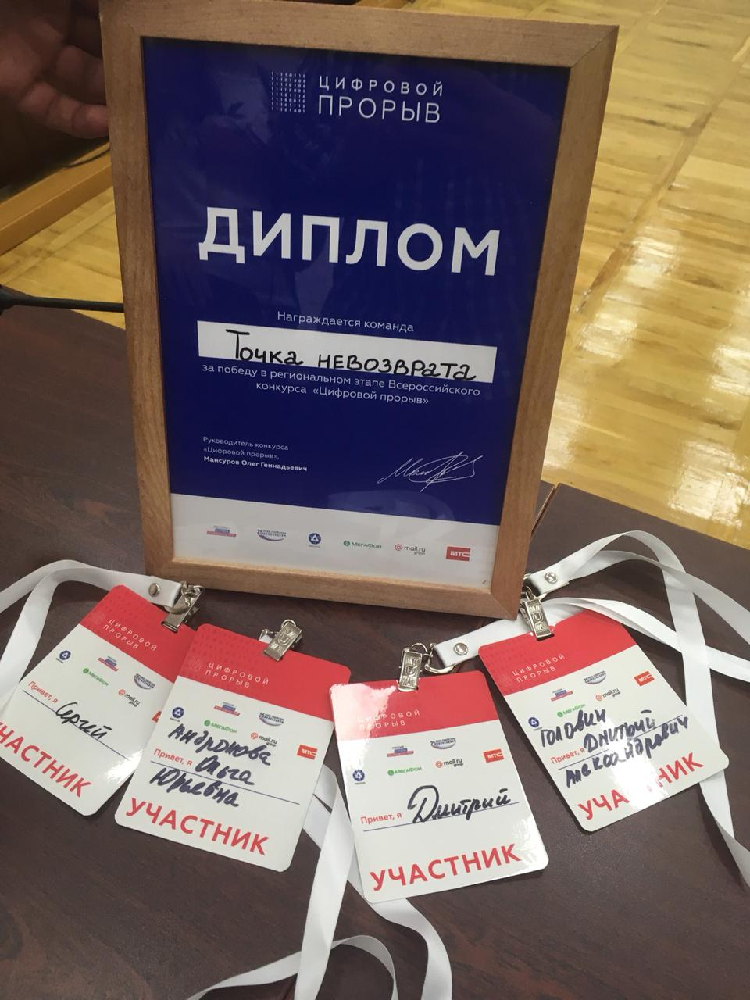 ЦИФРОВОЙ
ПРОРЫВ
ДИПЛОМ
Награждается команда
Точка невозврата
за победу в региональном этапе Всероссийского
конкурса «Цифровой прорыв»
Руководитель конкурса
«Цифровой прорыв»,
Мансуров Олег Геннадьевич
МЕГАФОН
@mail.ru
group
МТС
ЦИФРОВОЙ
ПРОРЫВ
МЕГАФОН
@mail.ru
group
Привет, я Сергей
УЧАСТНИК
ЦИФРОВОЙ
ПРОРЫВ
МЕГАФОН
@mail.ru
group
МТС
Андронова
Привет, я Ольга
Юрьевна
УЧАСТНИК
ЦИФРОВОЙ
ПРОРЫВ
МЕГАФОН
@mail.ru
group
МТС
Привет, я Дмитрий
УЧАСТНИК
ЦИФРОВОЙ
ПРОРЫВ
МЕГАФОН
@mail.ru
group
МТС
Головин
Привет, я Дмитрий
Александрович
УЧАСТНИК